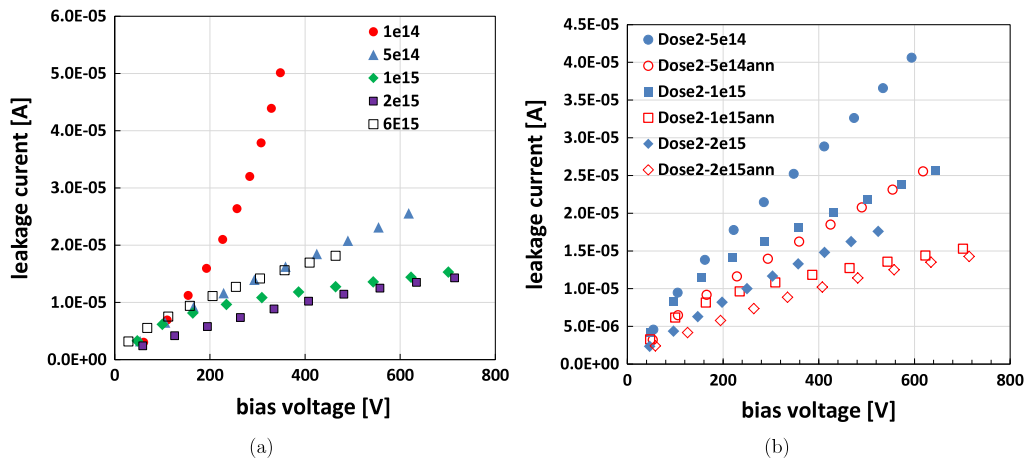 6.0E-05
5.0E-05
4.0E-05
3.0E-05
2.0E-05
1.0E-05
0.0E+00
leakage current [A]
0
200
400
600
800
bias voltage [V]
1e14
5e14
1e15
2e15
6E15
(a)
4.5E-05
4.0E-05
3.5E-05
3.0E-05
2.5E-05
2.0E-05
1.5E-05
1.0E-05
5.0E-06
0.0E+00
leakage current [A]
0
200
400
600
800
bias voltage [V]
Dose2-5e14
Dose2-5e14ann
Dose2-1e15
Dose2-1e15ann
Dose2-2e15
Dose2-2e15ann
(b)